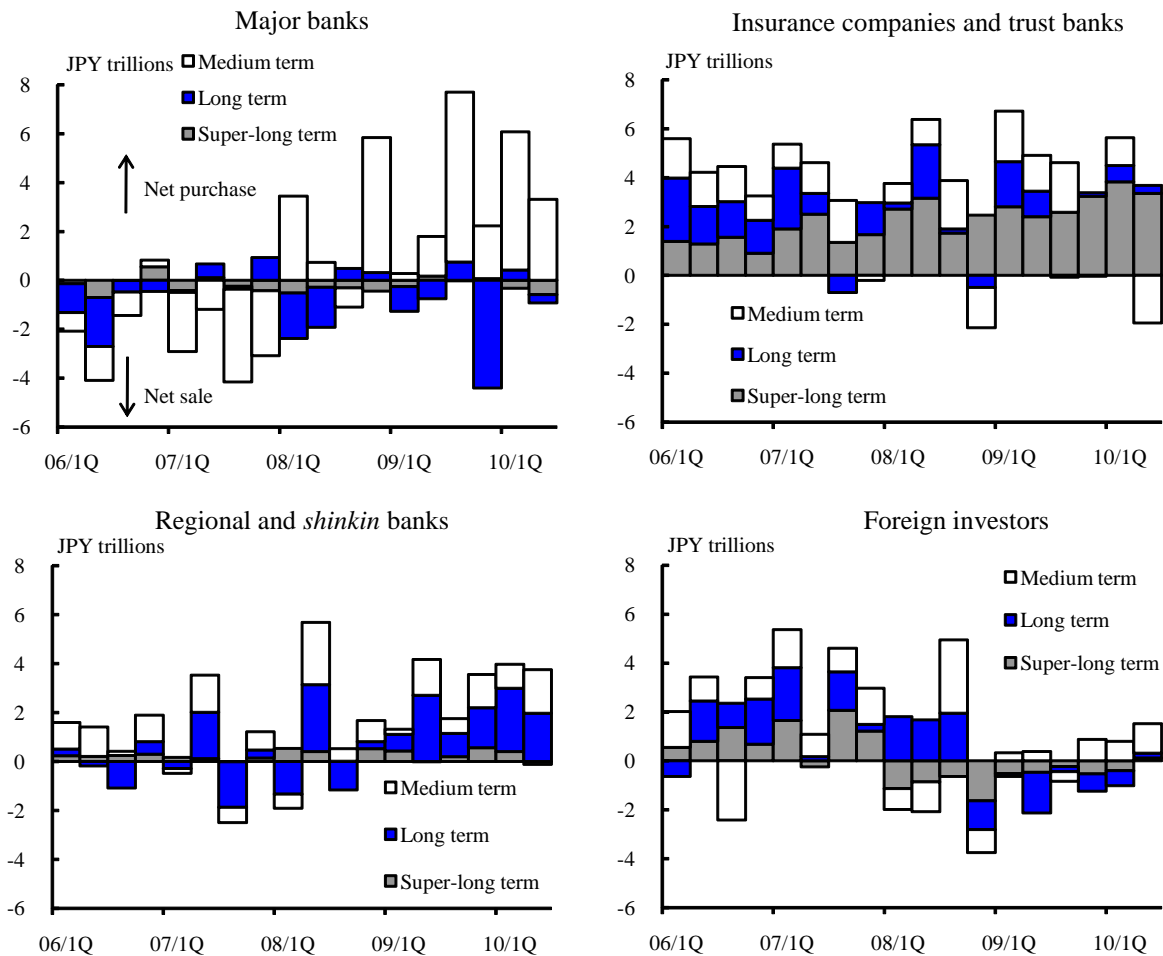 Major banks
JPY trillions
Medium term
Long term
Super-long term
Net purchase
Net sale
8
6
4
2
0
-2
-4
-6
06/1Q 07/1Q 08/1Q 09/1Q 10/1Q
Insurance companies and trust banks
JPY trillions
8
6
4
2
0
-2
-4
-6
Medium term
Long term
Super-long term
06/1Q 07/1Q 08/1Q 09/1Q 10/1Q
Regional and shinkin banks
JPY trillions
8
6
4
2
0
-2
-4
-6
Medium term
Long term
Super-long term
06/1Q 07/1Q 08/1Q 09/1Q 10/1Q
Foreign investors
JPY trillions
Medium term
Long term
Super-long term
8
6
4
2
0
-2
-4
-6
06/1Q 07/1Q 08/1Q 09/1Q 10/1Q